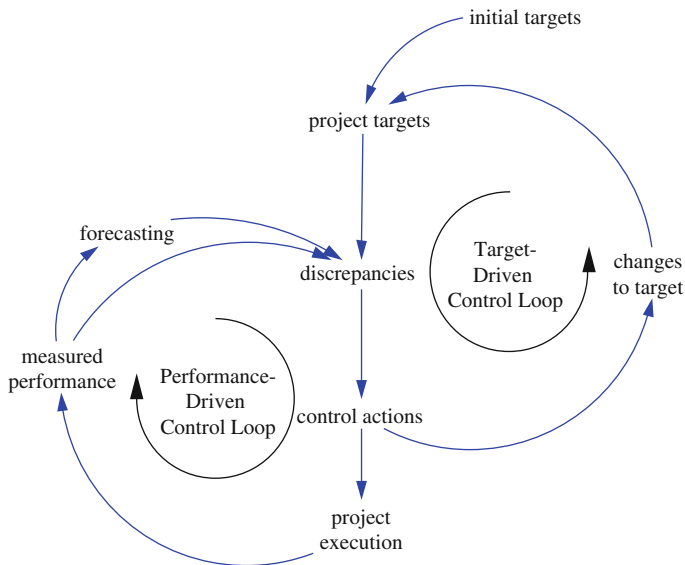 initial targets
project targets
forecasting
discrepancies
Target-
Driven
Control Loop
changes
to target
measured
performance
Performance-
Driven
Control Loop
control actions
project
execution